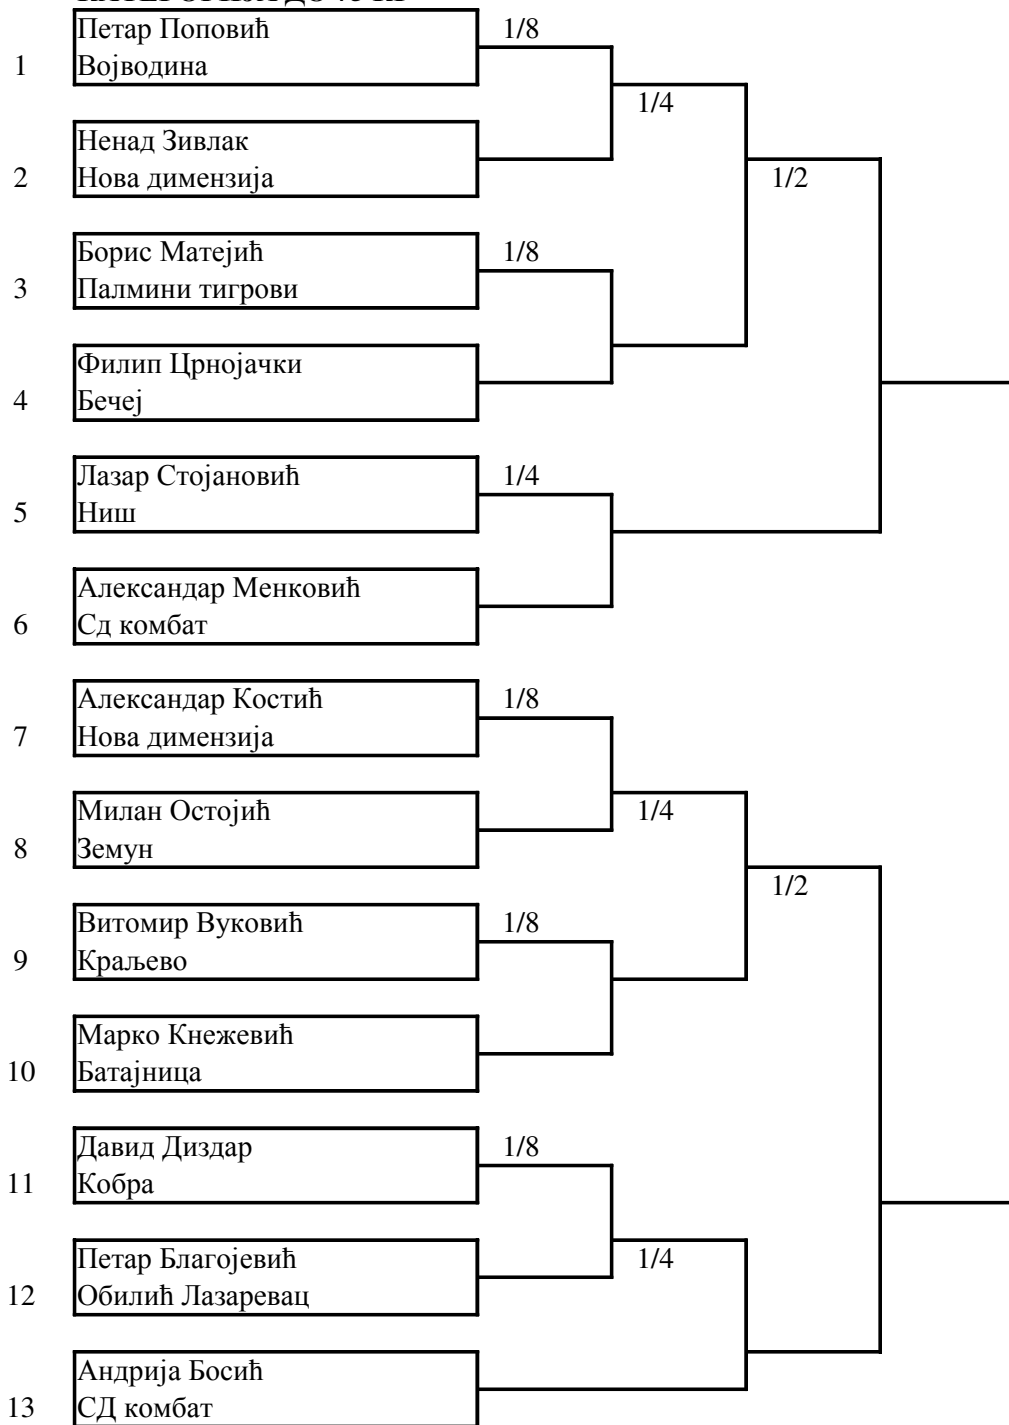 Петар Поповић
1/8
1
Војводина
1/4
Ненад Зивлак
2
Нова димензија
1/2
Борис Матејић
1/8
3
Палмини тигрови
Филип Црнојачки
4
Бечеј
Лазар Стојановић
1/4
5
Ниш
Александар Менковић
6
Сд комбат
Александар Костић
1/8
7
Нова димензија
Милан Остојић
1/4
8
Земун
1/2
Витомир Вуковић
1/8
9
Краљево
Марко Кнежевић
10
Батајница
Давид Диздар
1/8
11
Кобра
Петар Благојевић
1/4
12
Обилић Лазаревац
Андрија Босић
13
СД комбат